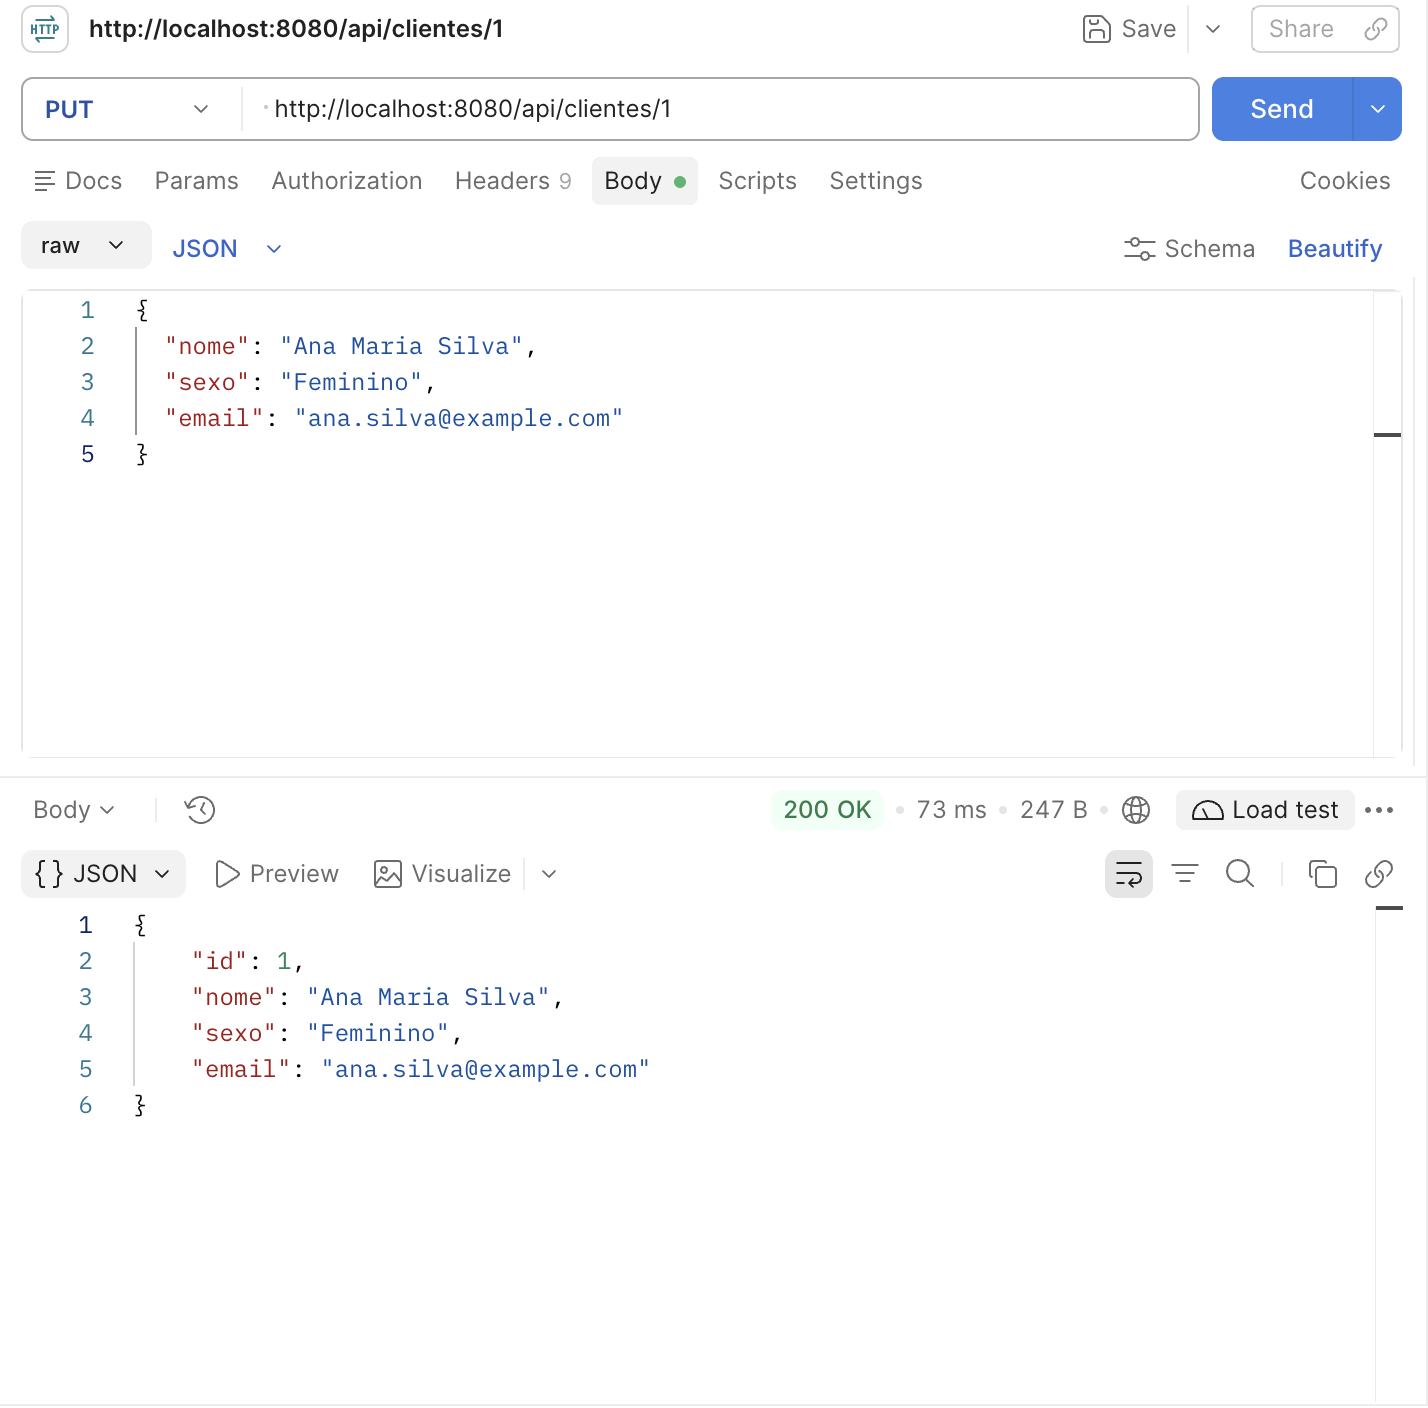 HTTP http://localhost:8080/api/clientes/1 Save Share
PUT http://localhost:8080/api/clientes/1 Send
Docs Params Authorization Headers 9 Body Scripts Settings Cookies
raw JSON Schema Beautify
1 {
2 "nome": "Ana Maria Silva",
3 "sexo": "Feminino",
4 "email": "ana.silva@example.com"
5 }
Body 200 OK • 73 ms • 247 B • Load test
{} JSON Preview Visualize
1 {
2 "id": 1,
3 "nome": "Ana Maria Silva",
4 "sexo": "Feminino",
5 "email": "ana.silva@example.com"
6 }